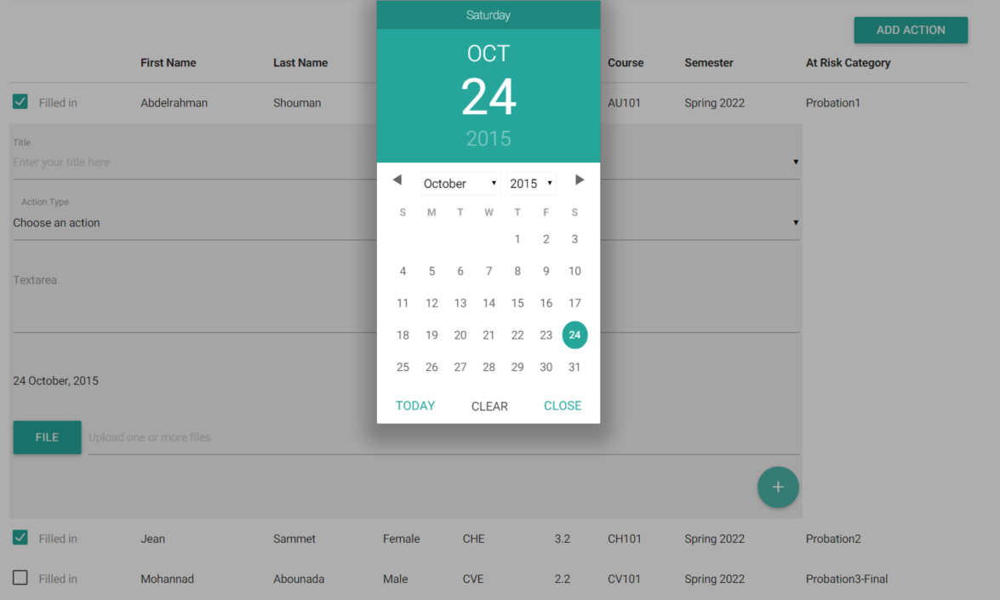 Saturday
OCT
24
2015
ADD ACTION
First Name Last Name Course Semester At Risk Category
Filled in Abdelrahman Shouman AU101 Spring 2022 Probation1
Title
Enter your title here
October 2015
S M T W T F S
Action Type
Choose an action
1 2 3
4 5 6 7 8 9 10
Textarea
11 12 13 14 15 16 17
18 19 20 21 22 23 24
25 26 27 28 29 30 31
24 October, 2015
TODAY CLEAR CLOSE
FILE Upload one or more files
+
Filled in Jean Sammet Female CHE 3.2 CH101 Spring 2022 Probation2
Filled in Mohannad Abounada Male CVE 2.2 CV101 Spring 2022 Probation3-Final